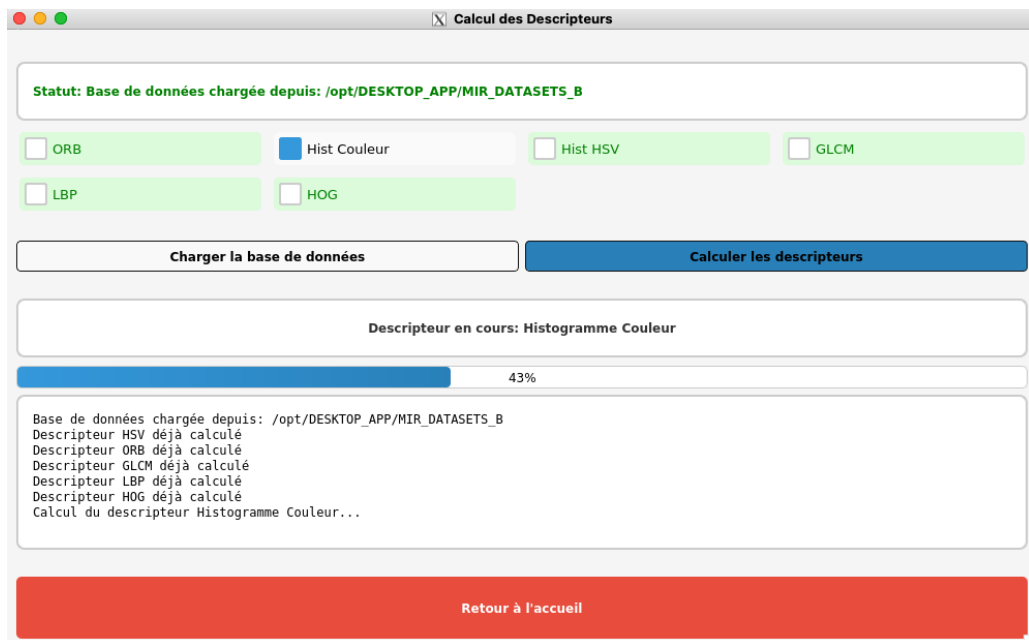 Calcul des Descripteurs
Statut: Base de données chargée depuis: /opt/DESKTOP_APP/MIR_DATASETS_B
ORB
Hist Couleur
Hist HSV
GLCM
LBP
HOG
Charger la base de données
Calculer les descripteurs
Descripteur en cours: Histogramme Couleur
43%
Base de données chargée depuis: /opt/DESKTOP_APP/MIR_DATASETS_B
Descripteur HSV déjà calculé
Descripteur ORB déjà calculé
Descripteur GLCM déjà calculé
Descripteur LBP déjà calculé
Descripteur HOG déjà calculé
Calcul du descripteur Histogramme Couleur...
Retour à l'accueil